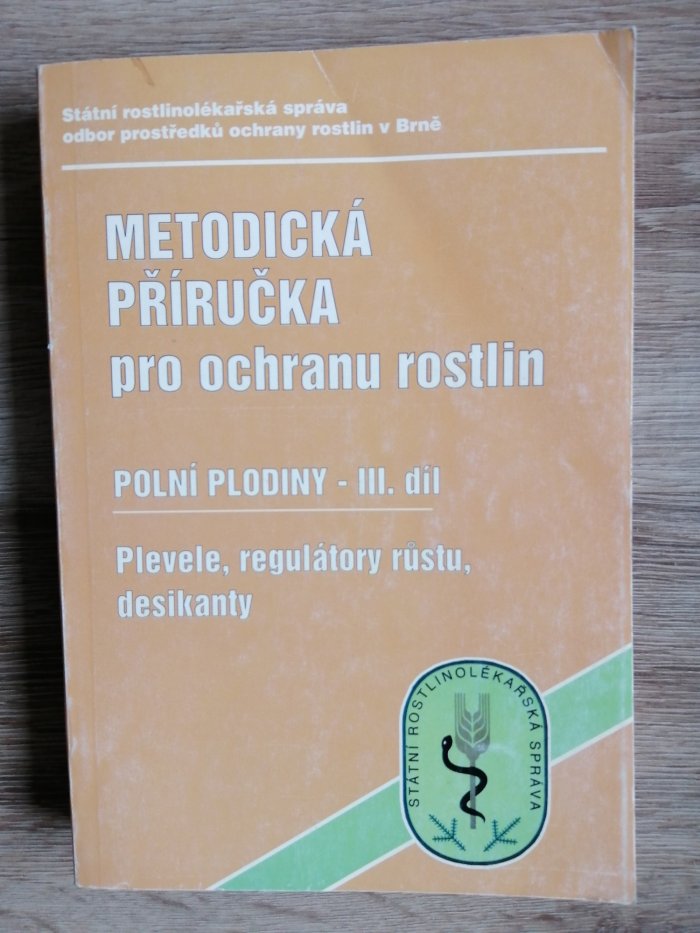 Státní rostlinolékařská správa
odbor prostředků ochrany rostlin v Brně
METODICKÁ
PŘÍRUČKA
pro ochranu rostlin
POLNÍ PLODINY - III. díl
Plevele, regulátory růstu,
desikanty
STÁTNÍ ROSTLINOLÉKAŘSKÁ SPRÁVA